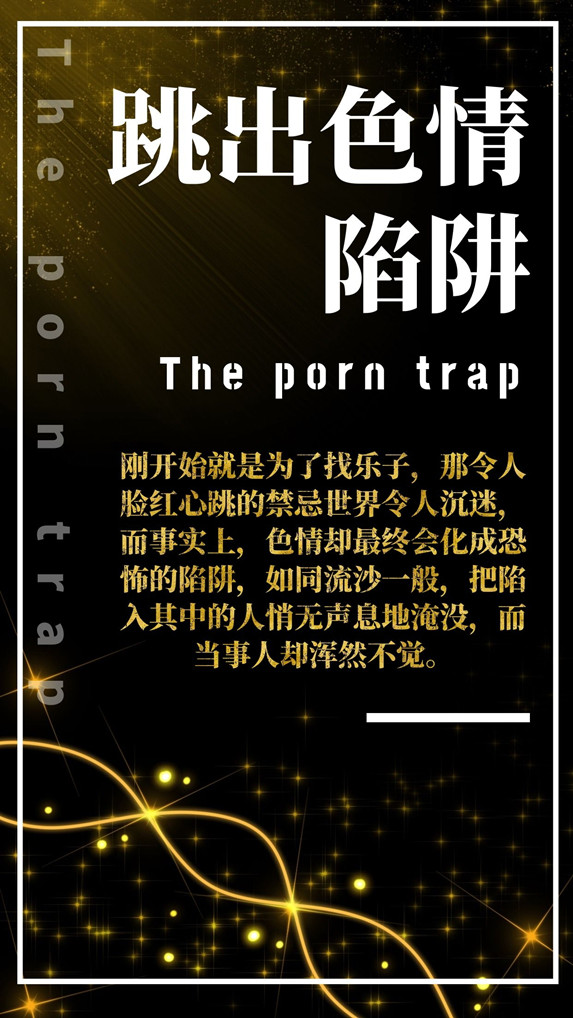 跳出色情
陷阱
The porn trap
The porn trap
刚开始就是为了找乐子，那令人
脸红心跳的禁忌世界令人沉迷，
而事实上，色情却最终会化成恐
怖的陷阱，如同流沙一般，把陷
入其中的人悄无声息地淹没，而
当事人却浑然不觉。